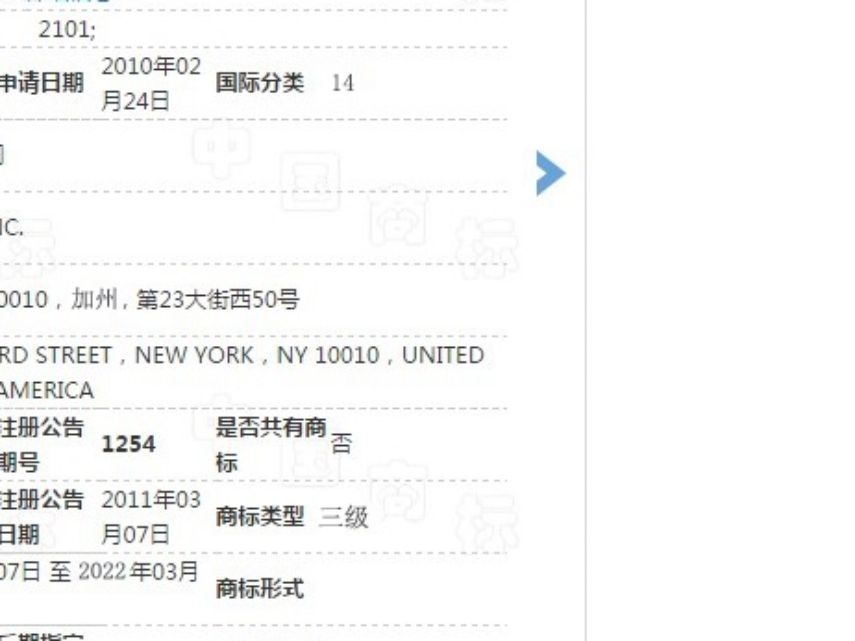 2101;
申请日期 2010年02月24日 国际分类 14
IC.
0010，加州，第23大街西50号
RD STREET，NEW YORK，NY 10010，UNITED
AMERICA
注册公告期号 1254 是否共有商标 否
注册公告日期 2011年03月07日 商标类型 三级
07日 至 2022年03月 商标形式
中国商标